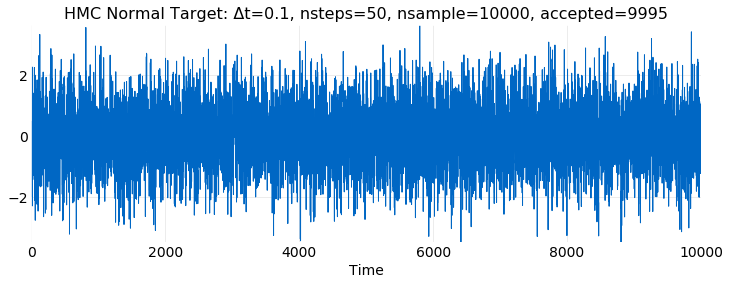 HMC Normal Target: Δt=0.1, nsteps=50, nsample=10000, accepted=9995
2
0
−2
0 2000 4000 6000 8000 10000
Time